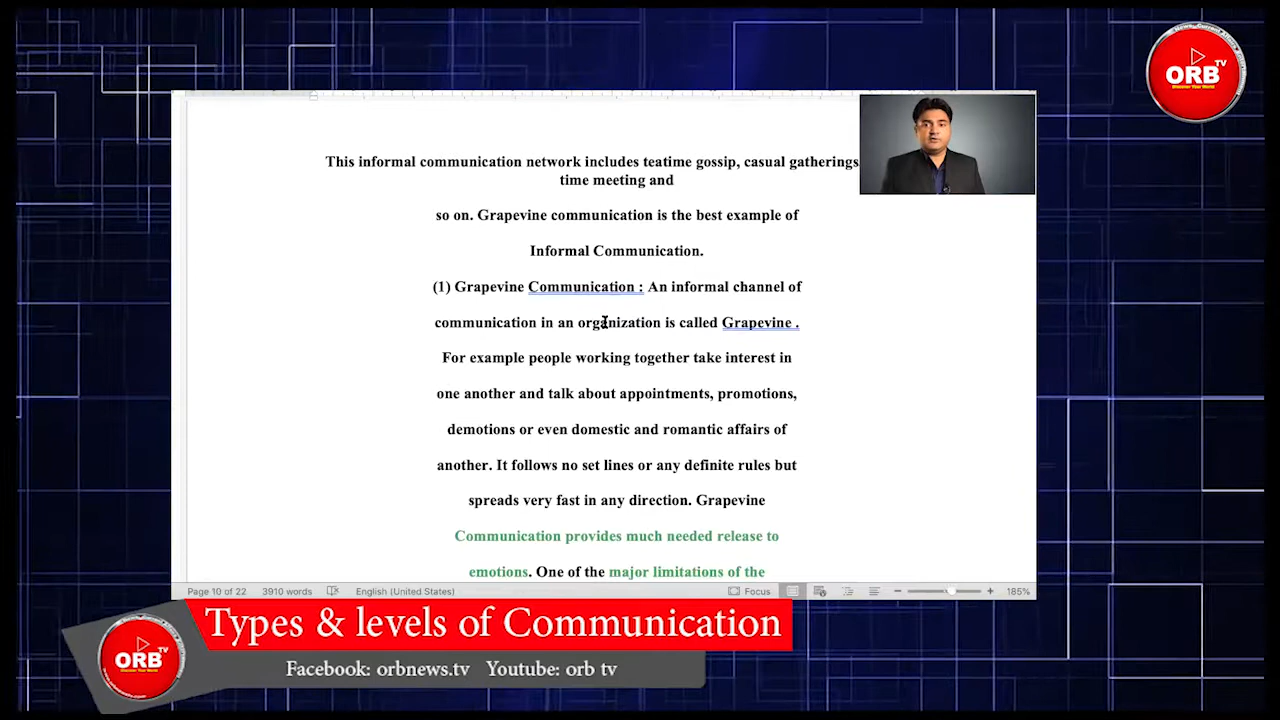 This informal communication network includes teatime gossip, casual gatherings
time meeting and
so on. Grapevine communication is the best example of
Informal Communication.
(1) Grapevine Communication : An informal channel of
communication in an organization is called Grapevine .
For example people working together take interest in
one another and talk about appointments, promotions,
demotions or even domestic and romantic affairs of
another. It follows no set lines or any definite rules but
spreads very fast in any direction. Grapevine
Communication provides much needed release to
emotions. One of the major limitations of the
Page 10 of 22 3910 words English (United States) Focus 185%
Types & levels of Communication
Facebook: orbnews.tv Youtube: orb tv
ORB TV
Discover Your World
ORB TV
Discover Your World